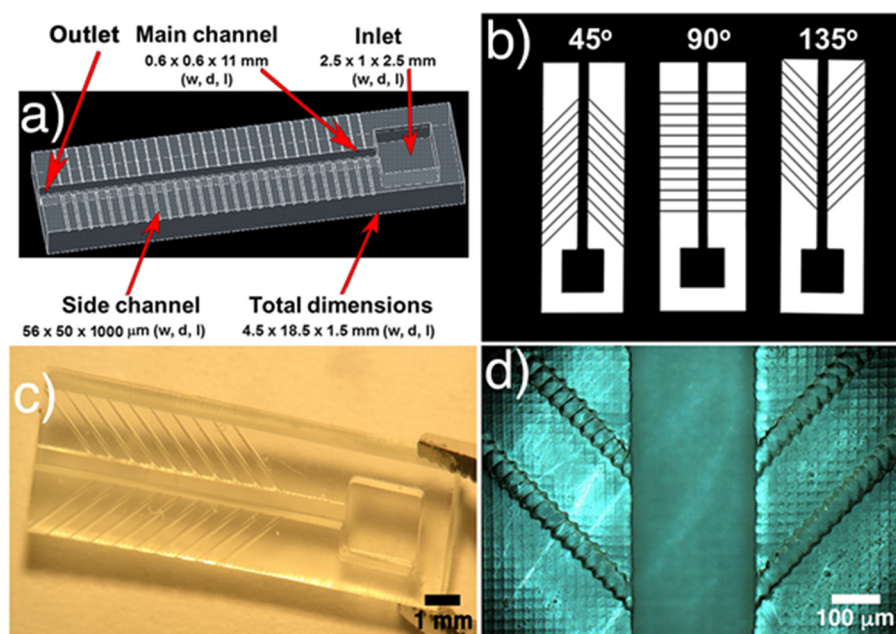 a)
Outlet
Main channel
0.6 x 0.6 x 11 mm
(w, d, l)
Inlet
2.5 x 1 x 2.5 mm
(w, d, l)
Side channel
56 x 50 x 1000 μm (w, d, l)
Total dimensions
4.5 x 18.5 x 1.5 mm (w, d, l)
b)
45° 90° 135°
c)
1 mm
d)
100 μm